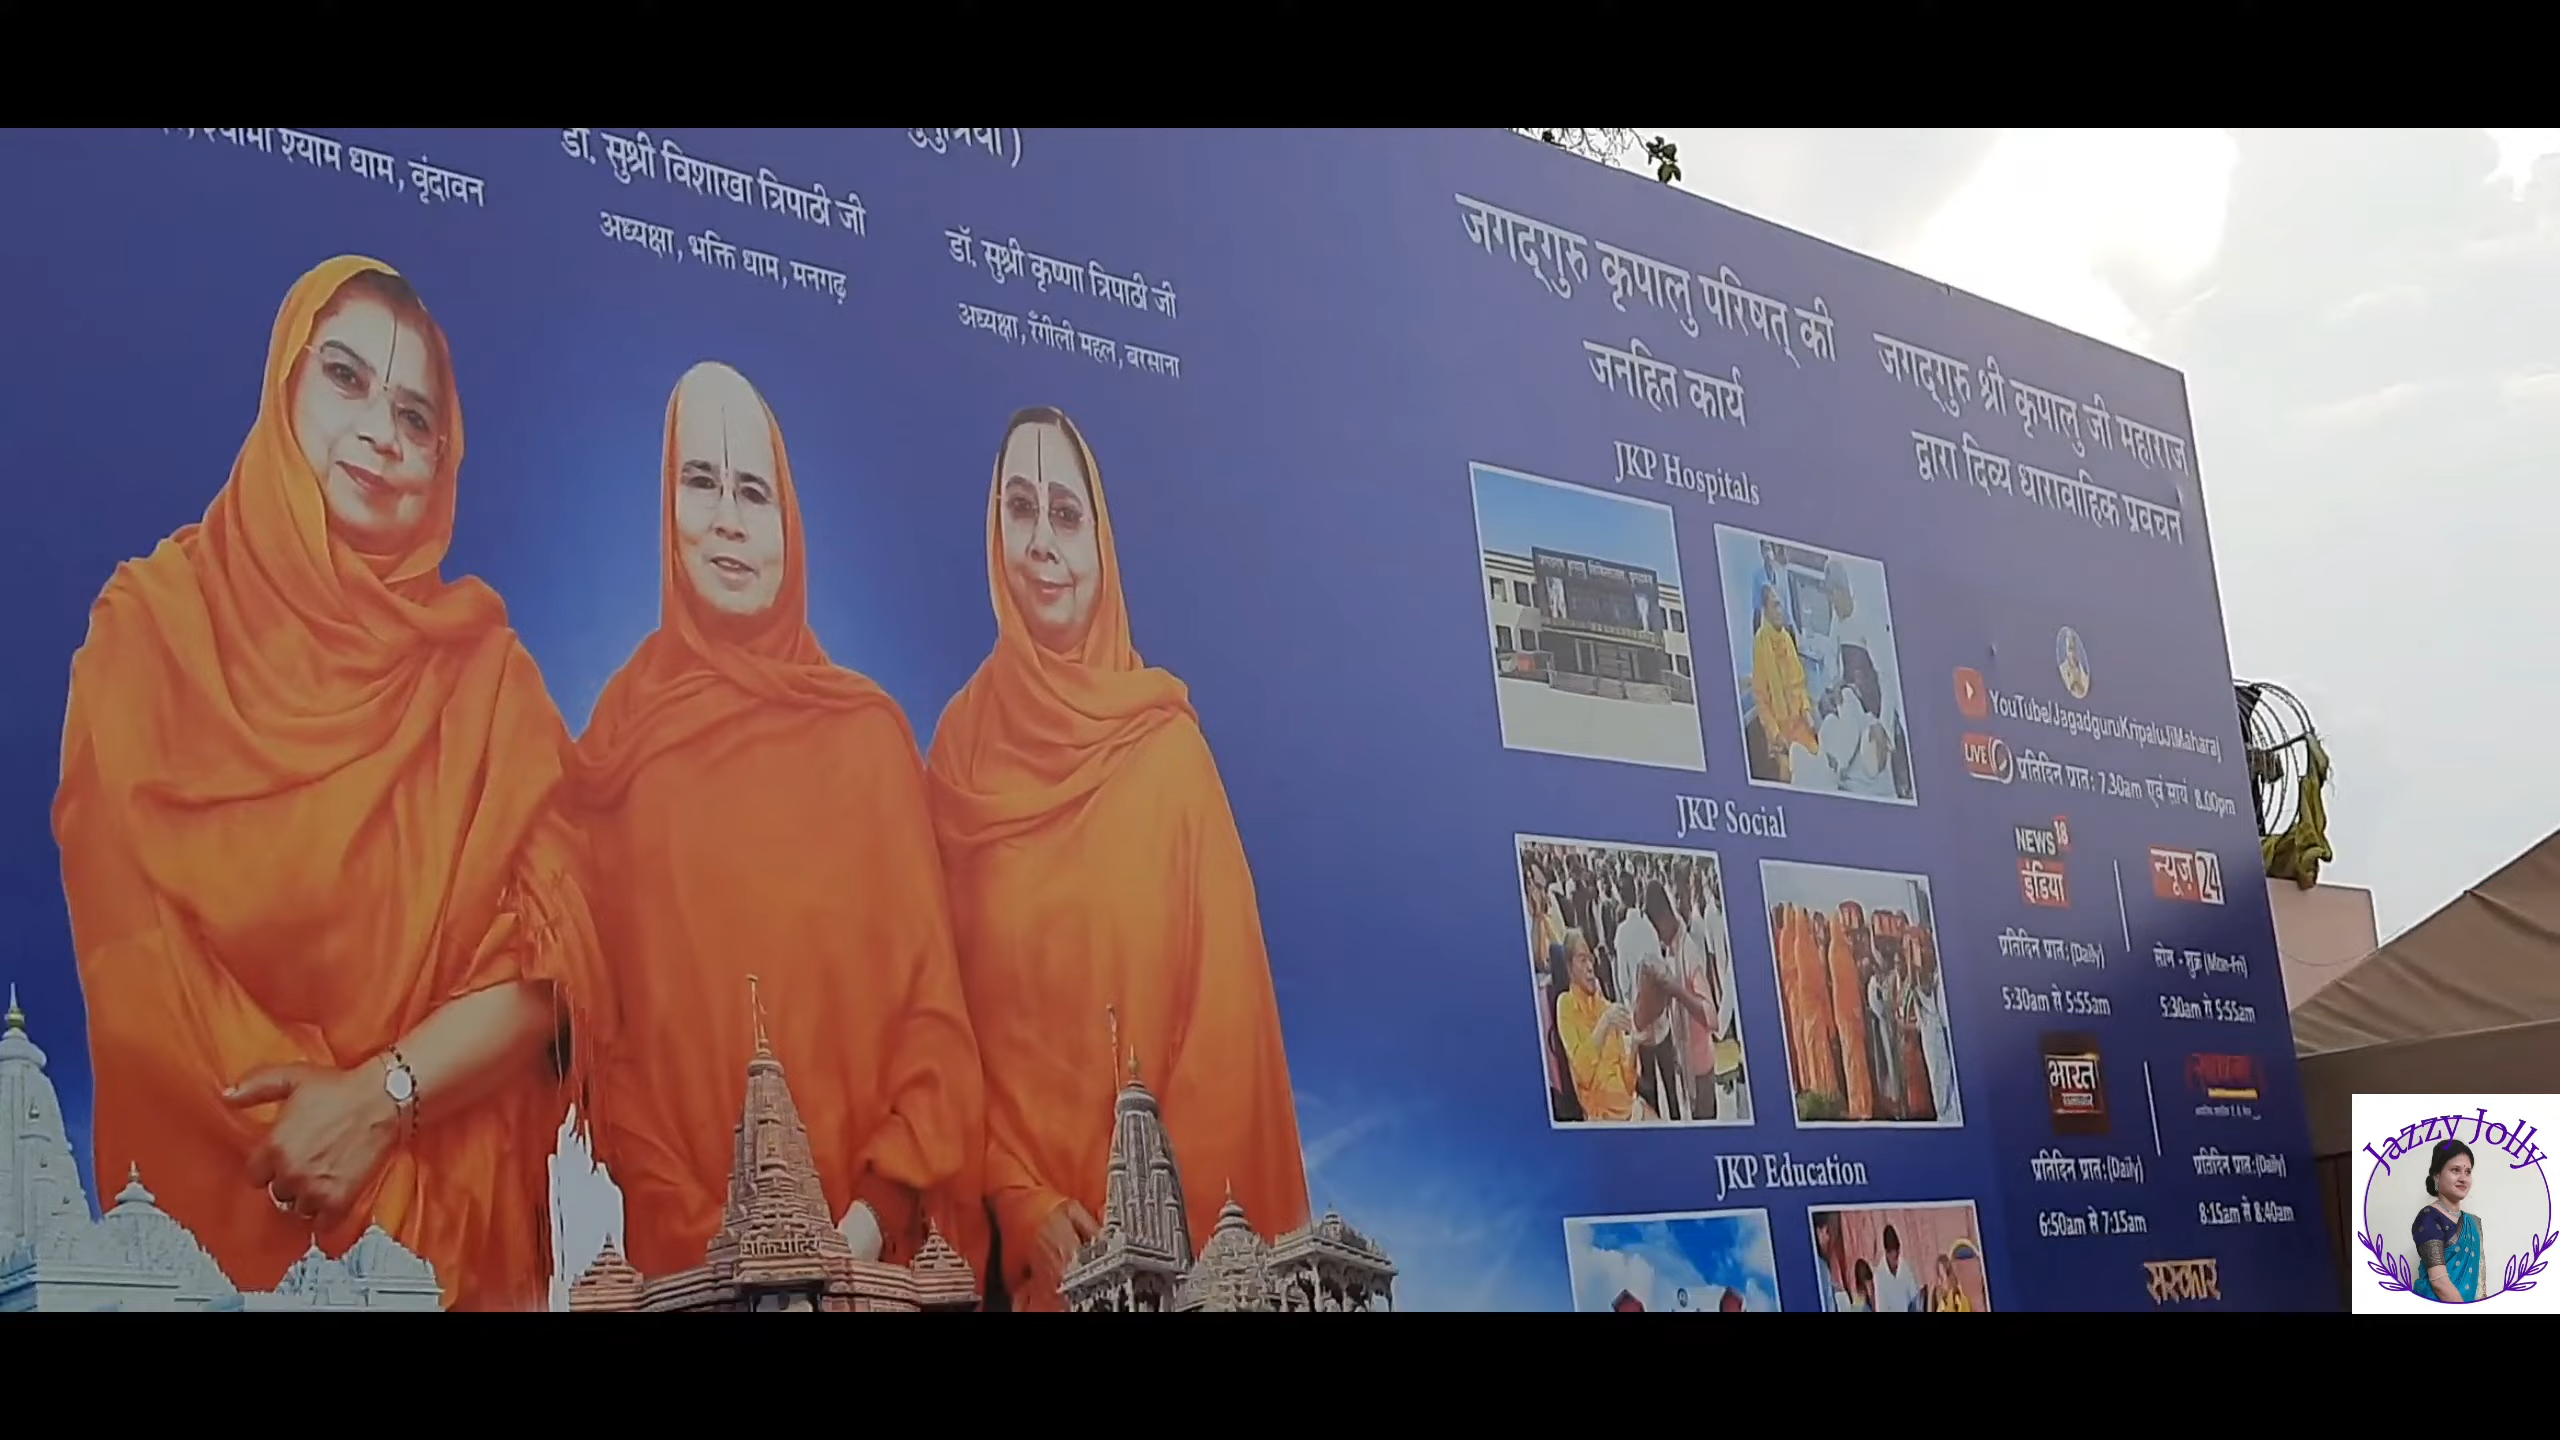 श्याम धाम, वृंदावन
डॉ. सुश्री विशाखा त्रिपाठी जी
अध्यक्षा, भक्ति धाम, मनगढ़
डॉ. सुश्री कृष्णा त्रिपाठी जी
अध्यक्षा, रँगीली महल, बरसाना
जगद्गुरु कृपालु परिषत् की
जनहित कार्य
JKP Hospitals
JKP Social
JKP Education
जगद्गुरु श्री कृपालु जी महाराज
द्वारा दिव्य धारावाहिक प्रवचन
YouTube/JagadguruKripaluJiMaharaj
LIVE प्रतिदिन प्रात: 7.30am एवं सायं 8.00pm
NEWS 18
इंडिया
न्यूज़ 24
प्रतिदिन प्रात:(Daily)
5:30am से 5:55am
सोम - शुक्र (Mon-Fri)
5:30am से 5:55am
भारत
प्रतिदिन प्रात:(Daily)
6:50am से 7:15am
प्रतिदिन प्रात:(Daily)
8:15am से 8:40am
संस्कार
Jazzy Jolly